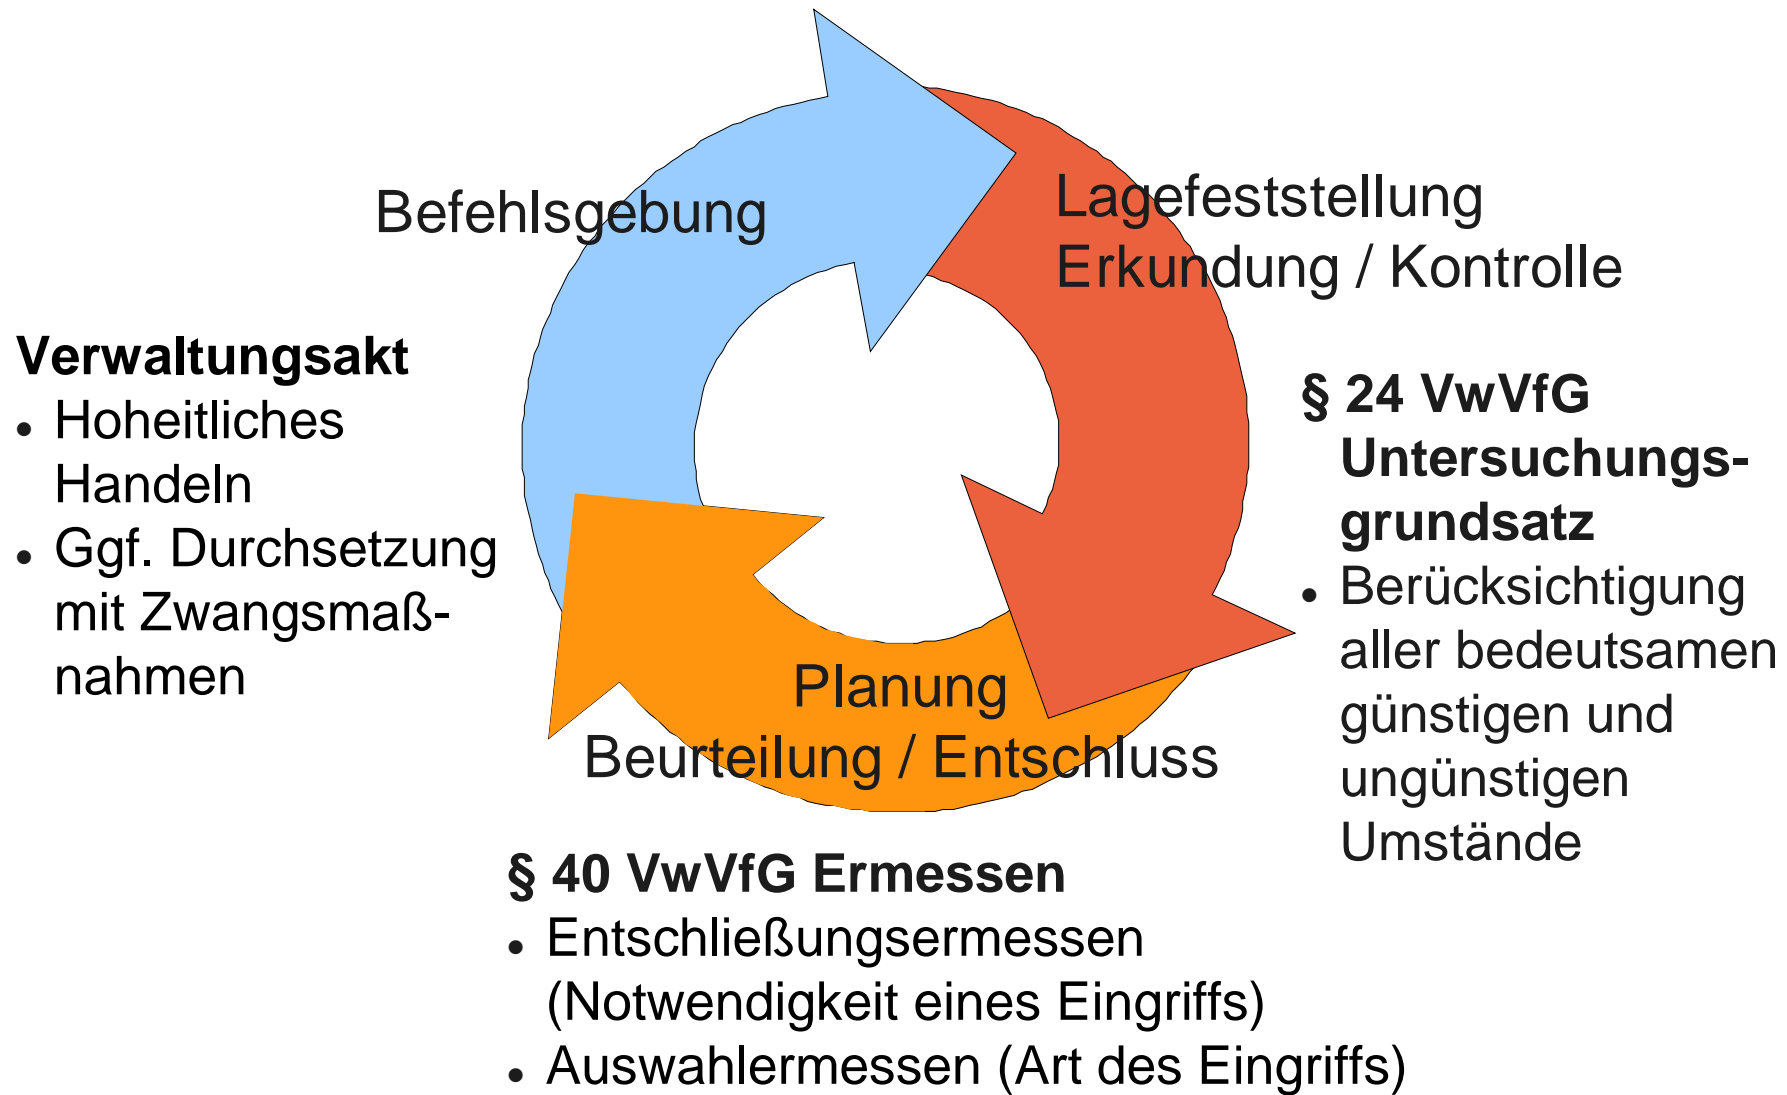 Befehlsgebung
Lagefeststellung
Erkundung / Kontrolle
Verwaltungsakt
• Hoheitliches
Handeln
• Ggf. Durchsetzung
mit Zwangsmaß-
nahmen
§ 24 VwVfG
Untersuchungs-
grundsatz
• Berücksichtigung
aller bedeutsamen
günstigen und
ungünstigen
Umstände
Planung
Beurteilung / Entschluss
§ 40 VwVfG Ermessen
• Entschließungsermessen
(Notwendigkeit eines Eingriffs)
• Auswahlermessen (Art des Eingriffs)